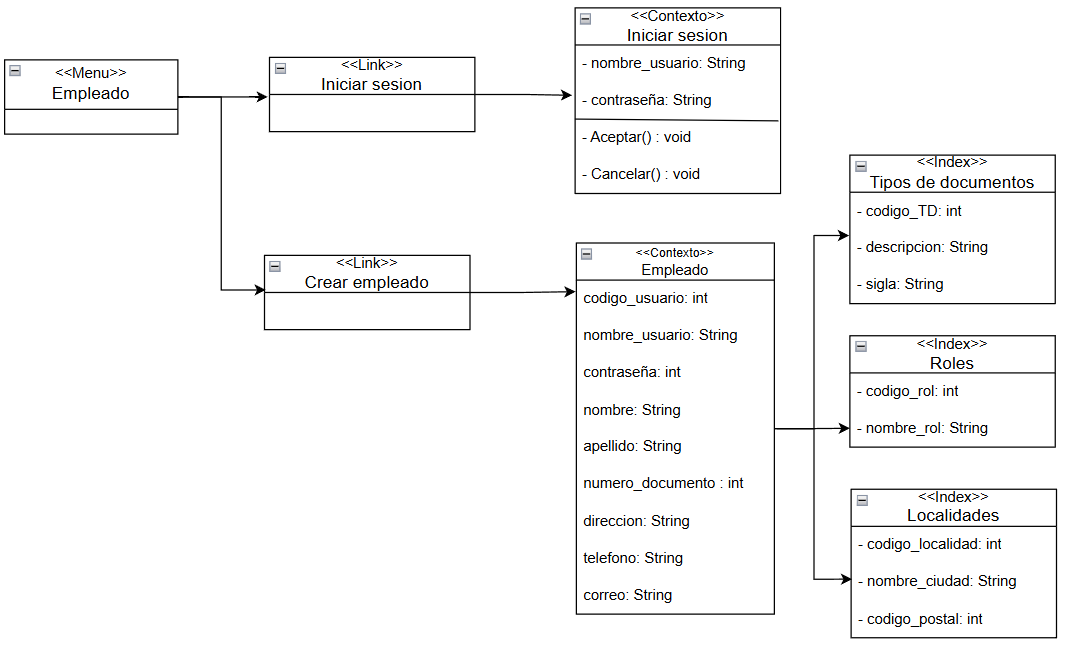 <<Menu>>
Empleado
<<Link>>
Iniciar sesion
<<Contexto>>
Iniciar sesion
- nombre_usuario: String
- contraseña: String
- Aceptar() : void
- Cancelar() : void
<<Link>>
Crear empleado
<<Contexto>>
Empleado
codigo_usuario: int
nombre_usuario: String
contraseña: int
nombre: String
apellido: String
numero_documento : int
direccion: String
telefono: String
correo: String
<<Index>>
Tipos de documentos
- codigo_TD: int
- descripcion: String
- sigla: String
<<Index>>
Roles
- codigo_rol: int
- nombre_rol: String
<<Index>>
Localidades
- codigo_localidad: int
- nombre_ciudad: String
- codigo_postal: int